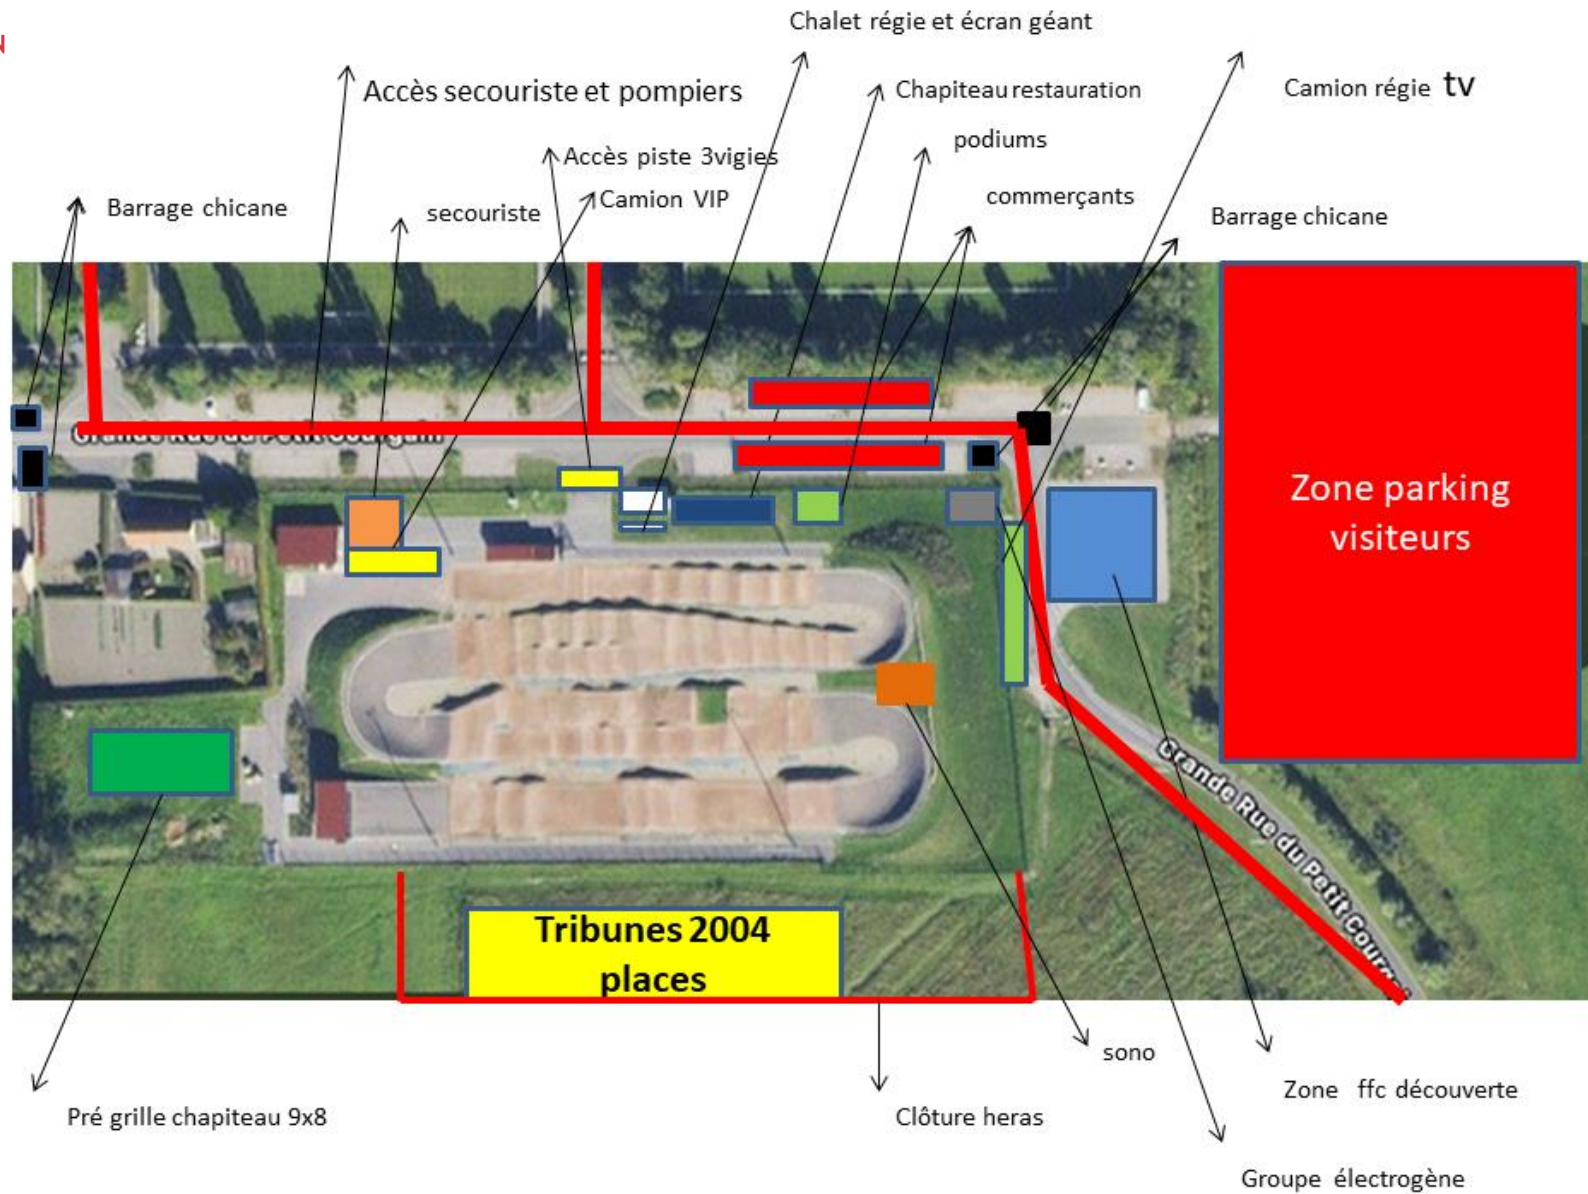 N
Chalet régie et écran géant
Accès secouriste et pompiers
Chapiteau restauration
Camion régie tv
podiums
Accès piste 3vigies
Camion VIP
commerçants
Barrage chicane
secouriste
Barrage chicane
Grande Rue du Petit Courgain
Zone parking
visiteurs
Grande Rue du Petit Courgain
Tribunes 2004
places
sono
Zone ffc découverte
Pré grille chapiteau 9x8
Clôture heras
Groupe électrogène